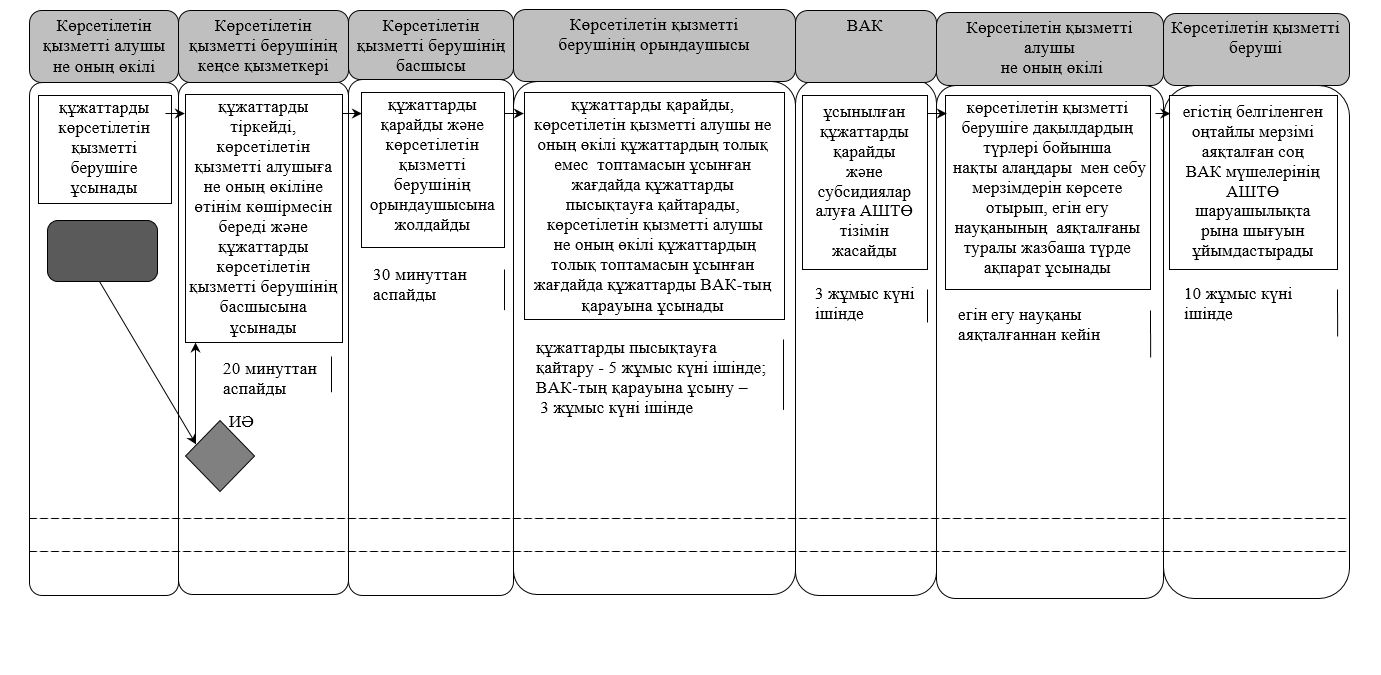 Көрсетілетін
қызметті алушы
не оның өкілі
Көрсетілетін
қызметті берушінің
кеңсе қызметкері
Көрсетілетін
қызметті берушінің
басшысы
Көрсетілетін қызметті
берушінің орындаушысы
ВАК
Көрсетілетін қызметті
алушы
не оның өкілі
Көрсетілетін қызметті
беруші
құжаттарды
көрсетілетін
қызметті
берушіге
ұсынады
құжаттарды
тіркейді,
көрсетілетін
қызметті алушыға
не оның өкіліне
өтінім көшірмесін
береді және
құжаттарды
көрсетілетін
қызметті берушінің
басшысына
ұсынады
20 минуттан
аспайды
ИӘ
құжаттарды
қарайды және
көрсетілетін
қызметті
берушінің
орындаушысына
жолдайды
30 минуттан
аспайды
құжаттарды қарайды,
көрсетілетін қызметті алушы не
оның өкілі құжаттардың толық
емес  топтамасын ұсынған
жағдайда құжаттарды
пысықтауға қайтарады,
көрсетілетін қызметті алушы
не оның өкілі құжаттардың
толық топтамасын ұсынған
жағдайда құжаттарды ВАК-тың
қарауына ұсынады
құжаттарды пысықтауға
қайтару - 5 жұмыс күні ішінде;
ВАК-тың қарауына ұсыну –
3 жұмыс күні ішінде
ұсынылған
құжаттарды
қарайды
және
субсидиялар
алуға АШТӨ
тізімін
жасайды
3 жұмыс күні
ішінде
көрсетілетін қызметті
берушіге дақылдардың
түрлері бойынша
нақты алаңдары  мен себу
мерзімдерін көрсете
отырып, егін егу
науқанының  аяқталғаны
туралы жазбаша түрде
ақпарат ұсынады
егін егу науқаны
аяқталғаннан кейін
егістің белгіленген
оңтайлы мерзімі
аяқталған соң
ВАК мүшелерінің
АШТӨ
шаруашылықта
рына шығуын
ұйымдастырады
10 жұмыс күні
ішінде